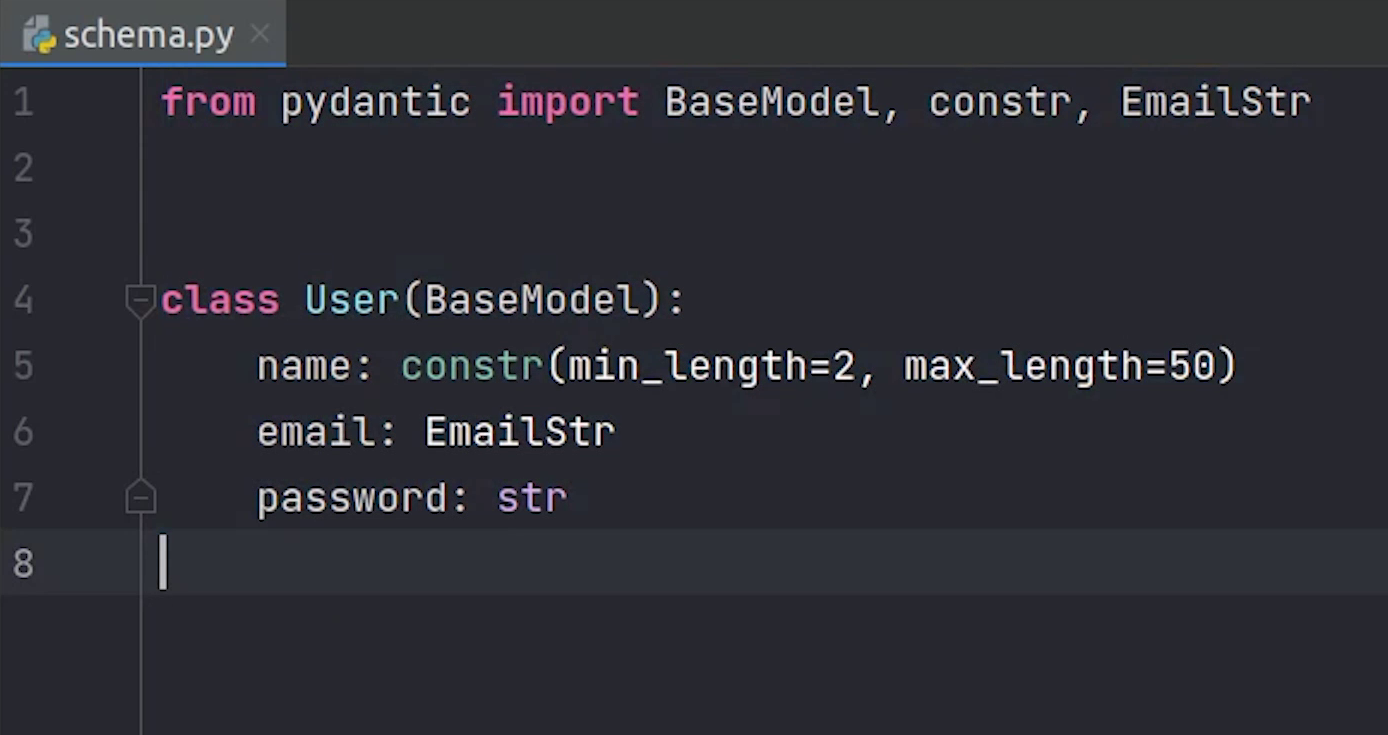 schema.py
1 from pydantic import BaseModel, constr, EmailStr
2
3
4 class User(BaseModel):
5     name: constr(min_length=2, max_length=50)
6     email: EmailStr
7     password: str
8